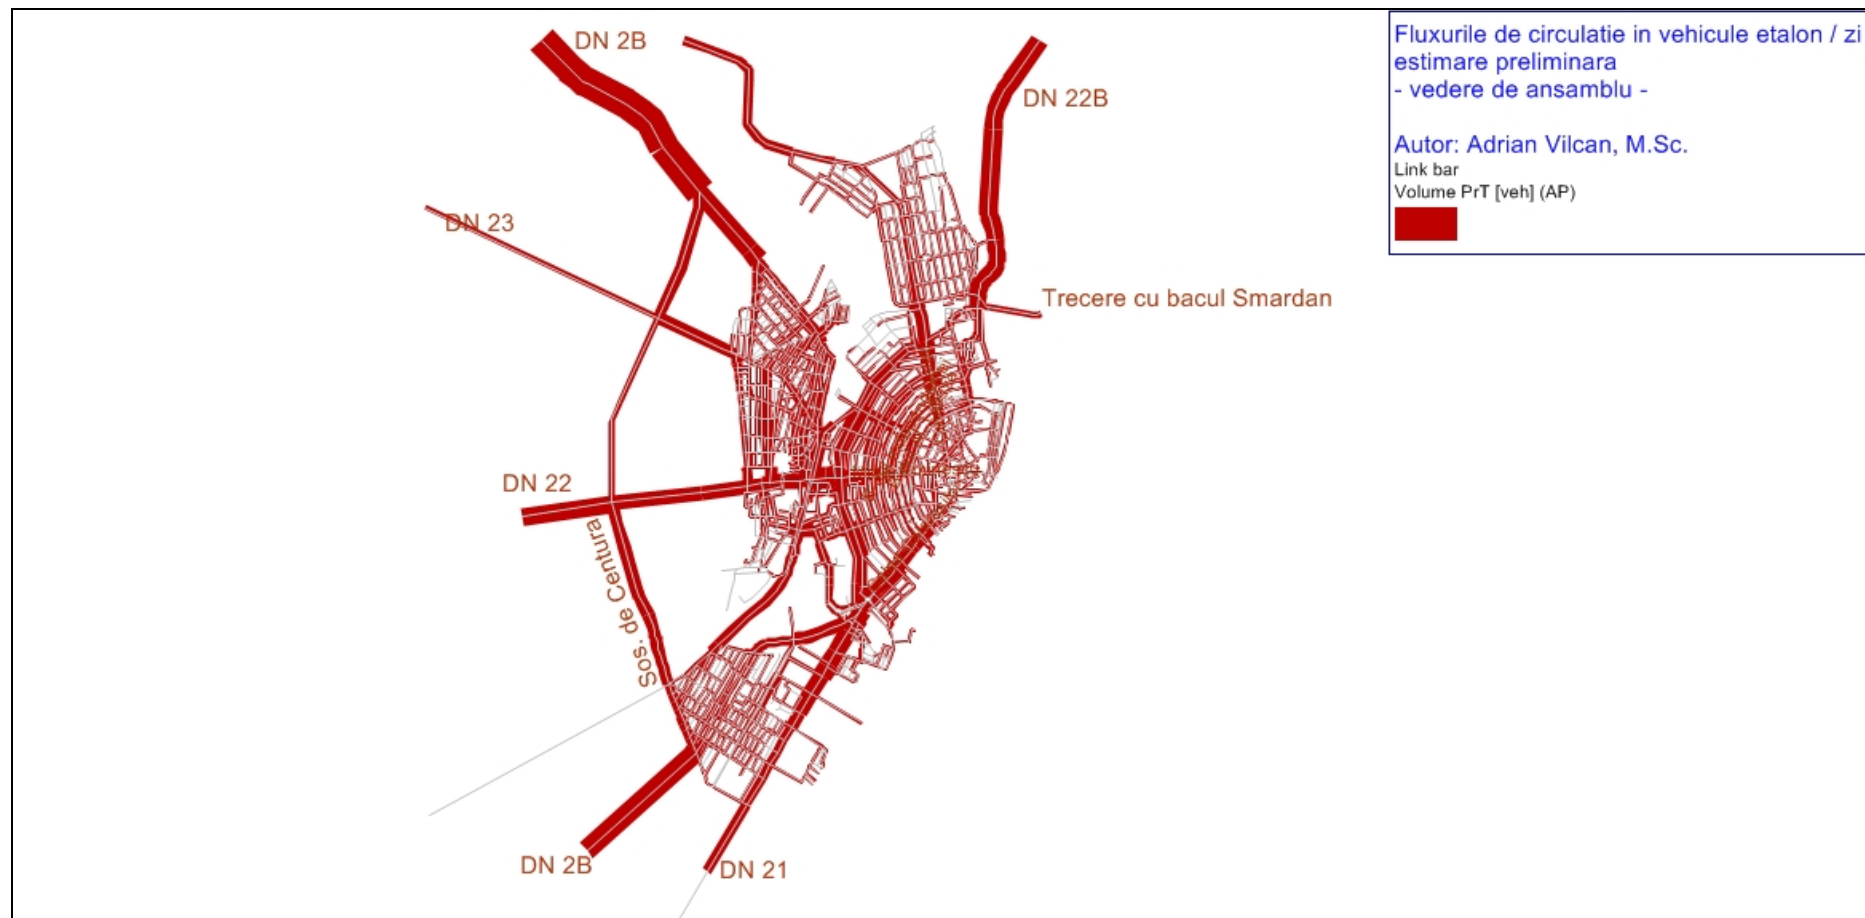 Fluxurile de circulatie in vehicule etalon / zi
estimare preliminara
- vedere de ansamblu -
Autor: Adrian Vilcan, M.Sc.
Link bar
Volume PrT [veh] (AP)
DN 2B
DN 22B
DN 23
Trecere cu bacul Smardan
DN 22
Sos. de Centura
DN 2B
DN 21